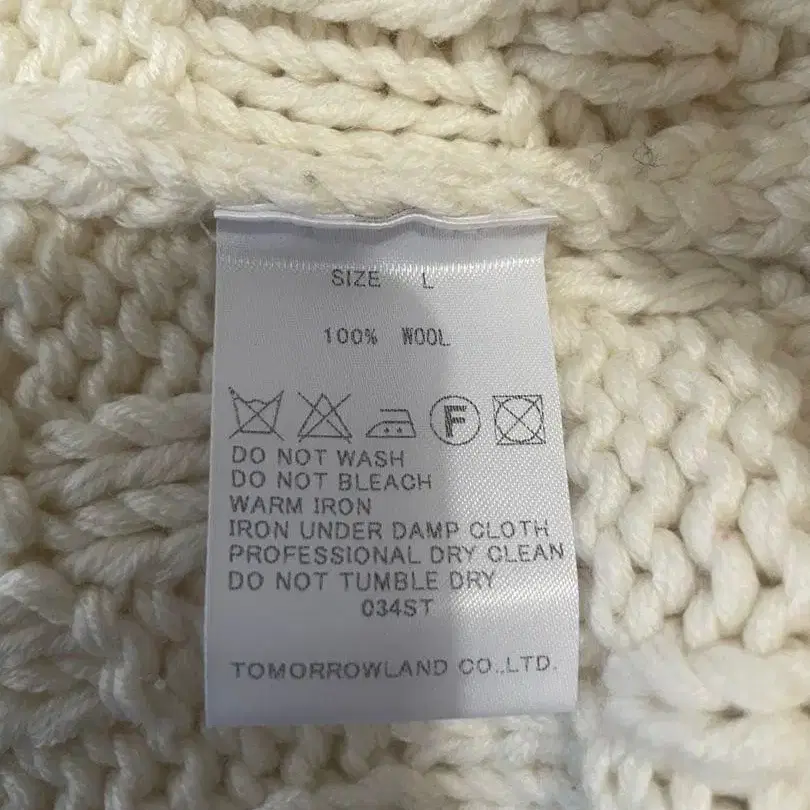 SIZE L
100% WOOL
F
DO NOT WASH
DO NOT BLEACH
WARM IRON
IRON UNDER DAMP CLOTH
PROFESSIONAL DRY CLEAN
DO NOT TUMBLE DRY
034ST
TOMORROWLAND CO.,LTD.